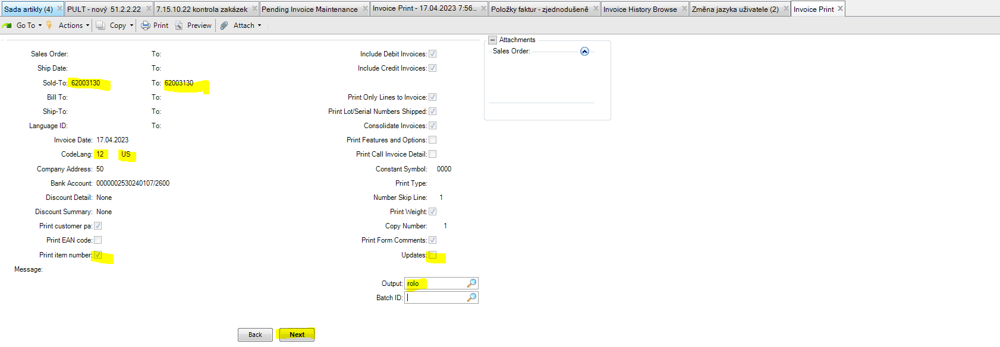 Sada artikly (4) PULT - nový 51.2.2.22 7.15.10.22 kontrola zakázek Pending Invoice Maintenance Invoice Print - 17.04.2023 7:56... Položky faktur - zjednodušeně Invoice History Browse Změna jazyka uživatele (2) Invoice Print
Go To Actions Copy Print Preview Attach
Attachments
Sales Order: To: Include Debit Invoices: Sales Order:
Ship Date: To: Include Credit Invoices:
Sold-To: 62003130 To: 62003130
Bill To: To: Print Only Lines to Invoice:
Ship-To: To: Print Lot/Serial Numbers Shipped:
Language ID: To: Consolidate Invoices:
Invoice Date: 17.04.2023 Print Features and Options:
CodeLang: 12 US Print Call Invoice Detail:
Company Address: 50 Constant Symbol: 0000
Bank Account: 0000002530240107/2600 Print Type:
Discount Detail: None Number Skip Line: 1
Discount Summary: None Print Weight:
Print customer pa: Copy Number: 1
Print EAN code: Print Form Comments:
Print item number: Updates:
Message:
Output: rolo
Batch ID:
Back Next